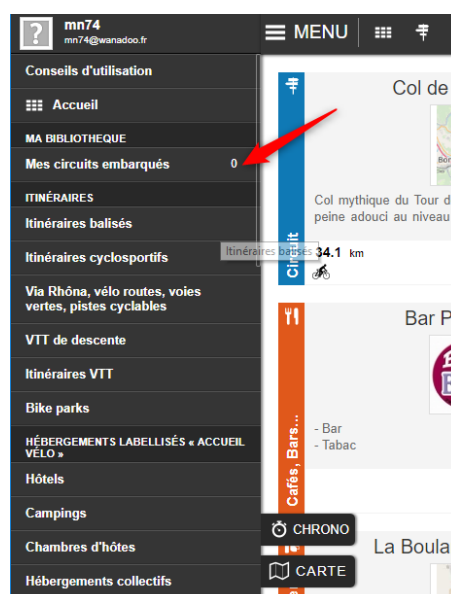 mn74
mn74@wanadoo.fr
MENU
Conseils d'utilisation
Accueil
MA BIBLIOTHEQUE
Mes circuits embarqués 0
ITINÉRAIRES
Itinéraires balisés
Itinéraires balisés
Itinéraires cyclosportifs
Via Rhôna, vélo routes, voies
vertes, pistes cyclables
VTT de descente
Itinéraires VTT
Bike parks
HÉBERGEMENTS LABELLISÉS « ACCUEIL
VÉLO »
Hôtels
Campings
Chambres d'hôtes
Hébergements collectifs
Col de
Col mythique du Tour d
peine adouci au niveau
34.1 km
Circuit
Bar P
- Bar
- Tabac
Cafés, Bars...
CHRONO
La Boula
CARTE